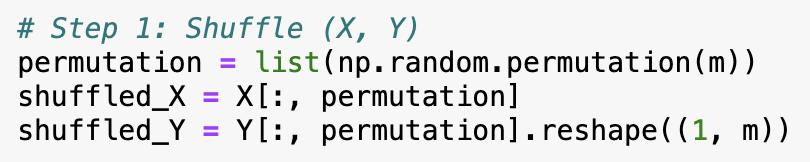 # Step 1: Shuffle (X, Y)
permutation = list(np.random.permutation(m))
shuffled_X = X[:, permutation]
shuffled_Y = Y[:, permutation].reshape((1, m))